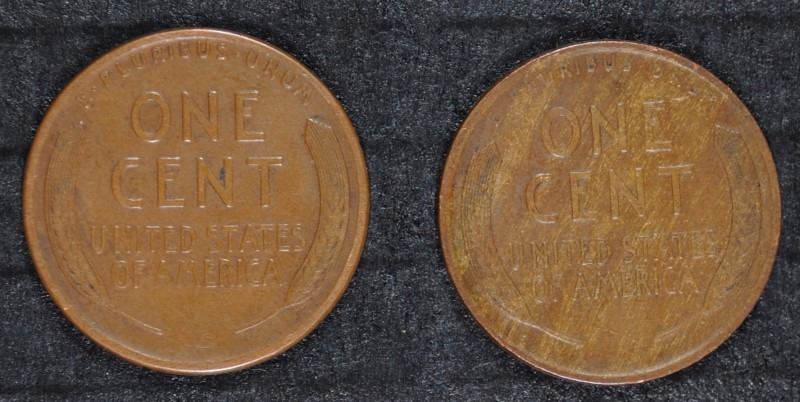 E PLURIBUS UNUM
ONE
CENT
UNITED STATES
OF AMERICA
ONE
CENT
UNITED STATES
OF AMERICA